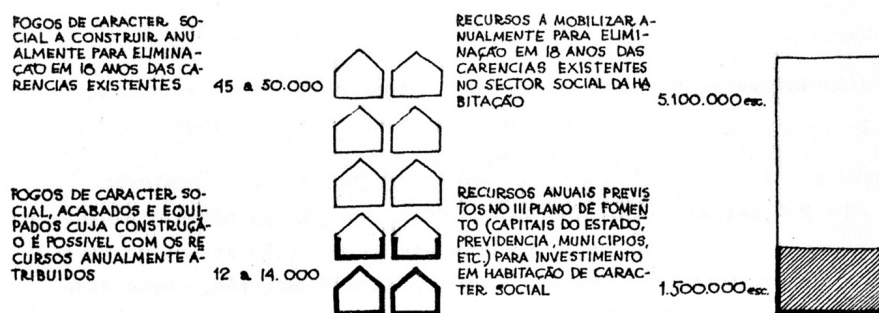 FOGOS DE CARACTER SO-
CIAL A CONSTRUIR ANU
ALMENTE PARA ELIMINA-
ÇÃO EM 18 ANOS DAS CA-
RENCIAS EXISTENTES
45 a 50.000
FOGOS DE CARACTER SO-
CIAL, ACABADOS E EQUI-
PADOS CUJA CONSTRUÇÃ-
O É POSSIVEL COM OS RE
CURSOS ANUALMENTE A-
TRIBUIDOS
12 a 14.000
RECURSOS A MOBILIZAR A-
NUALMENTE PARA ELIMI-
NAÇÃO EM 18 ANOS DAS
CARENCIAS EXISTENTES
NO SECTOR SOCIAL DA HA
BITAÇÃO
5.100.000 esc.
RECURSOS ANUAIS PREVIS
TOS NO III PLANO DE FOMEN
TO (CAPITAIS DO ESTADO,
PREVIDENCIA, MUNICIPIOS,
ETC.) PARA INVESTIMENTO
EM HABITAÇÃO DE CARAC-
TER SOCIAL
1.500.000 esc.